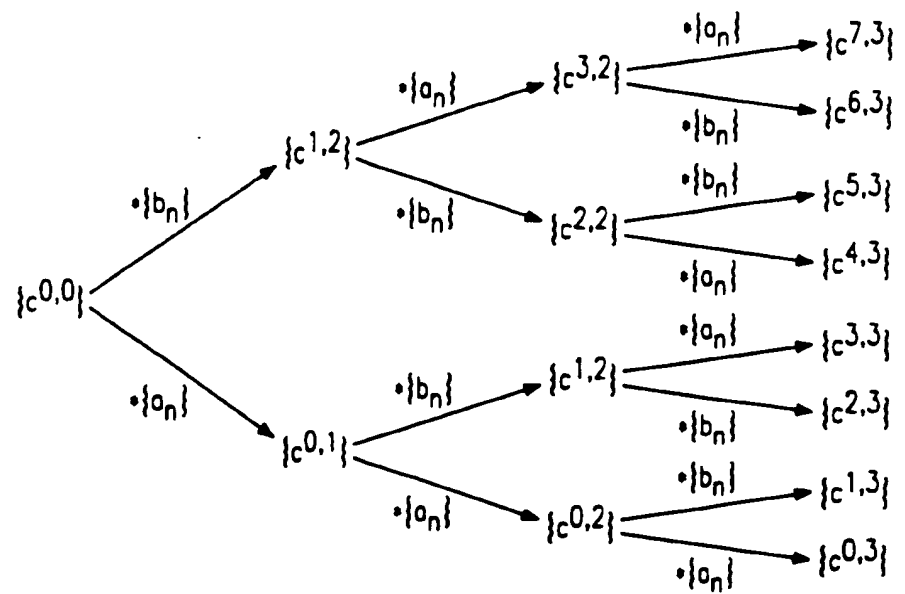 *{a_n}
{c^{7,3}}
{c^{3,2}}
*{a_n}
{c^{6,3}}
*{b_n}
{c^{1,2}}
*{b_n}
*{b_n}
{c^{5,3}}
*{b_n}
{c^{2,2}}
{c^{4,3}}
*{a_n}
{c^{0,0}}
*{a_n}
{c^{3,3}}
*{a_n}
*{b_n}
{c^{1,2}}
{c^{2,3}}
*{b_n}
{c^{0,1}}
*{b_n}
{c^{1,3}}
*{a_n}
{c^{0,2}}
{c^{0,3}}
*{a_n}